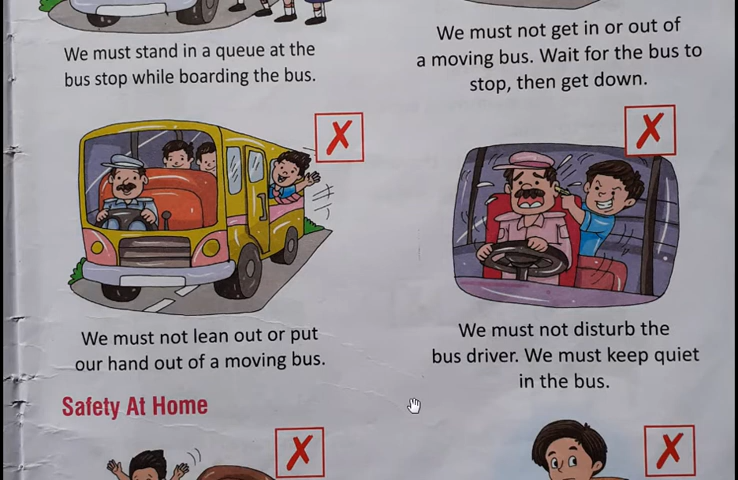 We must stand in a queue at the
bus stop while boarding the bus.
We must not get in or out of
a moving bus. Wait for the bus to
stop, then get down.
We must not lean out or put
our hand out of a moving bus.
We must not disturb the
bus driver. We must keep quiet
in the bus.
Safety At Home